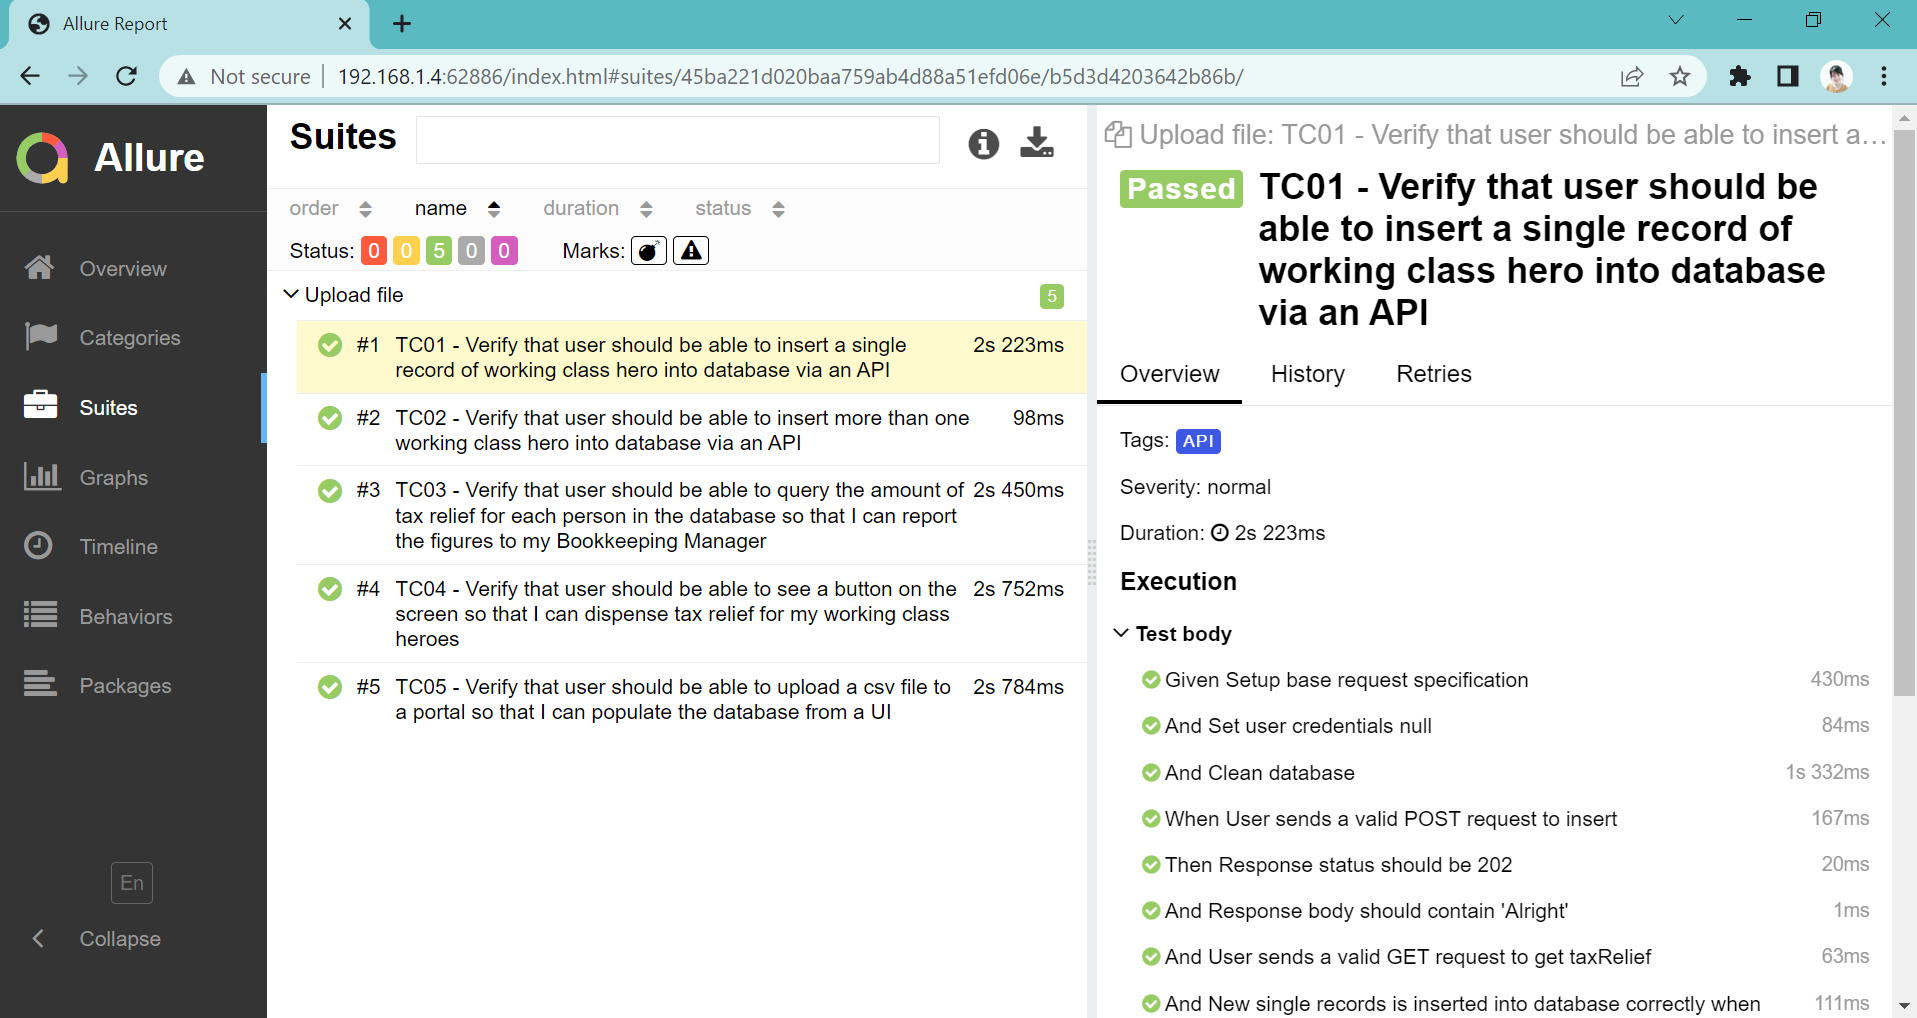 Allure Report
Not secure
192.168.1.4:62886/index.html#suites/45ba221d020baa759ab4d88a51efd06e/b5d3d4203642b86b/
Allure
Overview
Categories
Suites
Graphs
Timeline
Behaviors
Packages
En
Collapse
Suites
order
name
duration
status
Status: 0 0 5 0 0
Marks:
Upload file
5
#1 TC01 - Verify that user should be able to insert a single 2s 223ms
record of working class hero into database via an API
#2 TC02 - Verify that user should be able to insert more than one 98ms
working class hero into database via an API
#3 TC03 - Verify that user should be able to query the amount of 2s 450ms
tax relief for each person in the database so that I can report
the figures to my Bookkeeping Manager
#4 TC04 - Verify that user should be able to see a button on the 2s 752ms
screen so that I can dispense tax relief for my working class
heroes
#5 TC05 - Verify that user should be able to upload a csv file to 2s 784ms
a portal so that I can populate the database from a UI
Upload file: TC01 - Verify that user should be able to insert a...
Passed
TC01 - Verify that user should be
able to insert a single record of
working class hero into database
via an API
Overview
History
Retries
Tags: API
Severity: normal
Duration: 2s 223ms
Execution
Test body
Given Setup base request specification 430ms
And Set user credentials null 84ms
And Clean database 1s 332ms
When User sends a valid POST request to insert 167ms
Then Response status should be 202 20ms
And Response body should contain 'Alright' 1ms
And User sends a valid GET request to get taxRelief 63ms
And New single records is inserted into database correctly when 111ms